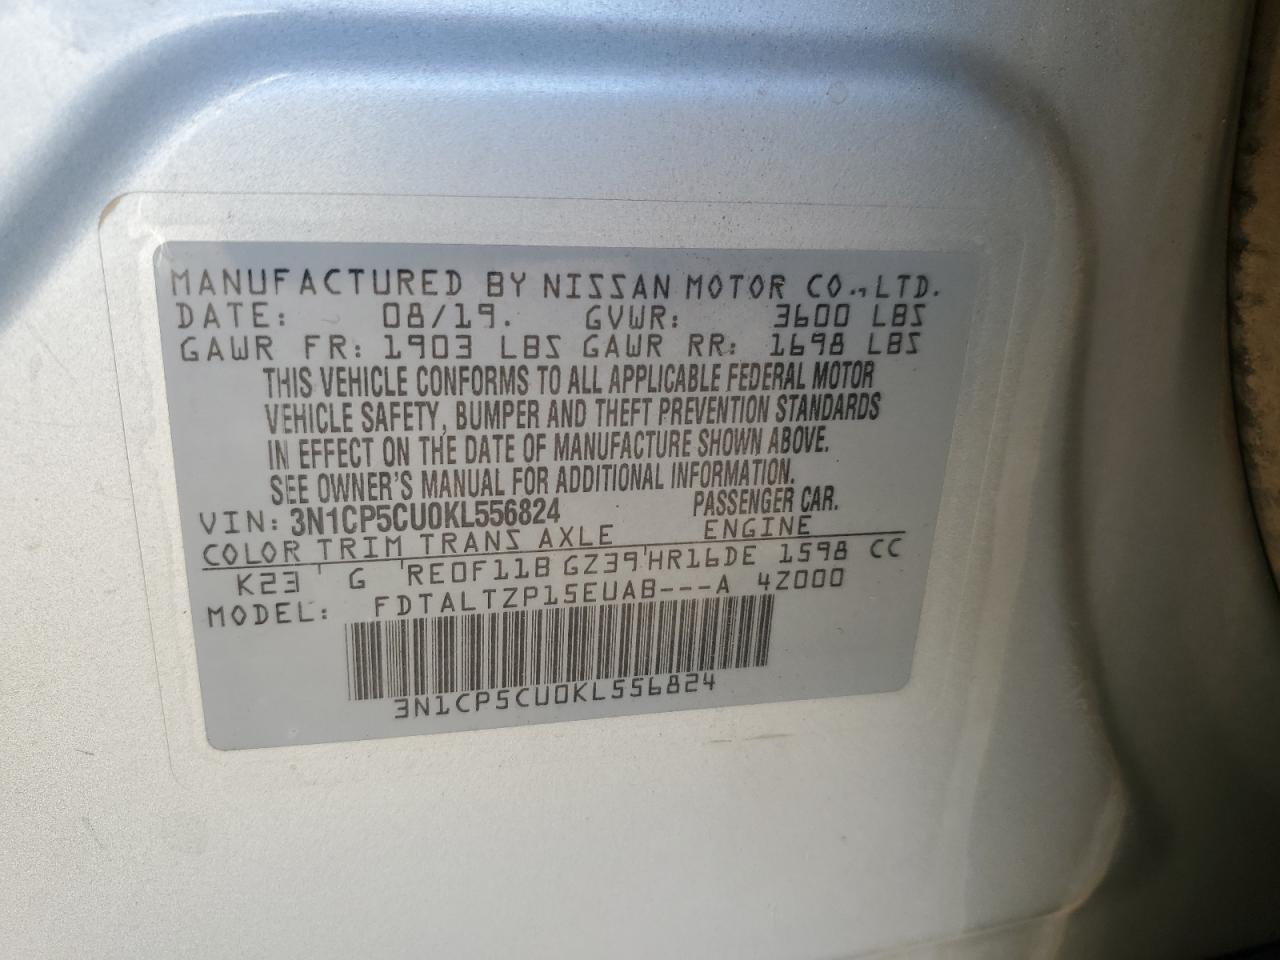 MANUFACTURED BY NISSAN MOTOR CO., LTD.
DATE: 08/19. GVWR: 3600 LBS
GAWR FR: 1903 LBS GAWR RR: 1698 LBS
THIS VEHICLE CONFORMS TO ALL APPLICABLE FEDERAL MOTOR
VEHICLE SAFETY, BUMPER AND THEFT PREVENTION STANDARDS
IN EFFECT ON THE DATE OF MANUFACTURE SHOWN ABOVE.
SEE OWNER'S MANUAL FOR ADDITIONAL INFORMATION.
VIN: 3N1CP5CU0KL556824 PASSENGER CAR.
COLOR TRIM TRANS AXLE ENGINE
K23 ' G 'RE0F11B GZ39'HR16DE 1598 CC
MODEL: FDTALTZP15EUAB---A 4Z000
3N1CP5CU0KL556824